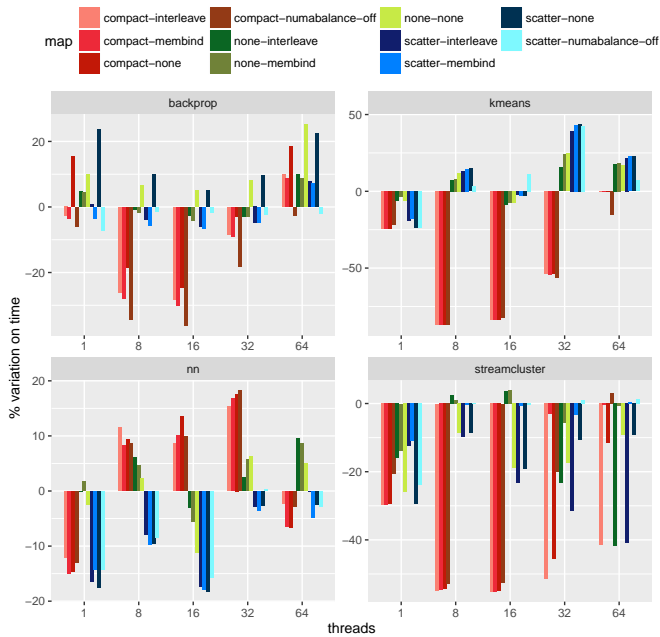 map
compact-interleave
compact-membind
compact-none
compact-numabalance-off
none-interleave
none-membind
none-none
scatter-interleave
scatter-membind
scatter-none
scatter-numabalance-off
backprop
kmeans
20
0
−20
50
0
−50
1 8 16 32 64
1 8 16 32 64
nn
streamcluster
20
10
0
−10
−20
0
−20
−40
1 8 16 32 64
1 8 16 32 64
% variation on time
threads